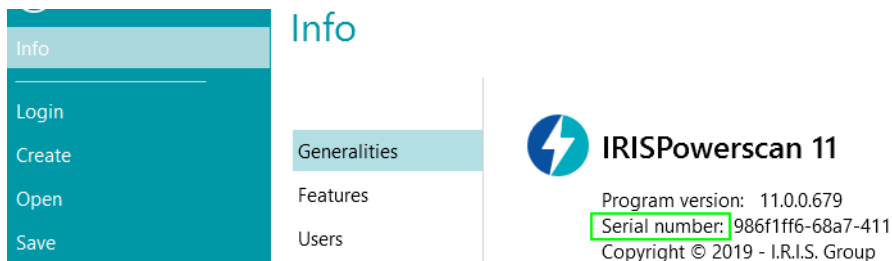 Info
Info
Login
Create
Open
Save
Generalities
Features
Users
IRISPowerscan 11
Program version: 11.0.0.679
Serial number: 986f1ff6-68a7-411
Copyright © 2019 - I.R.I.S. Group